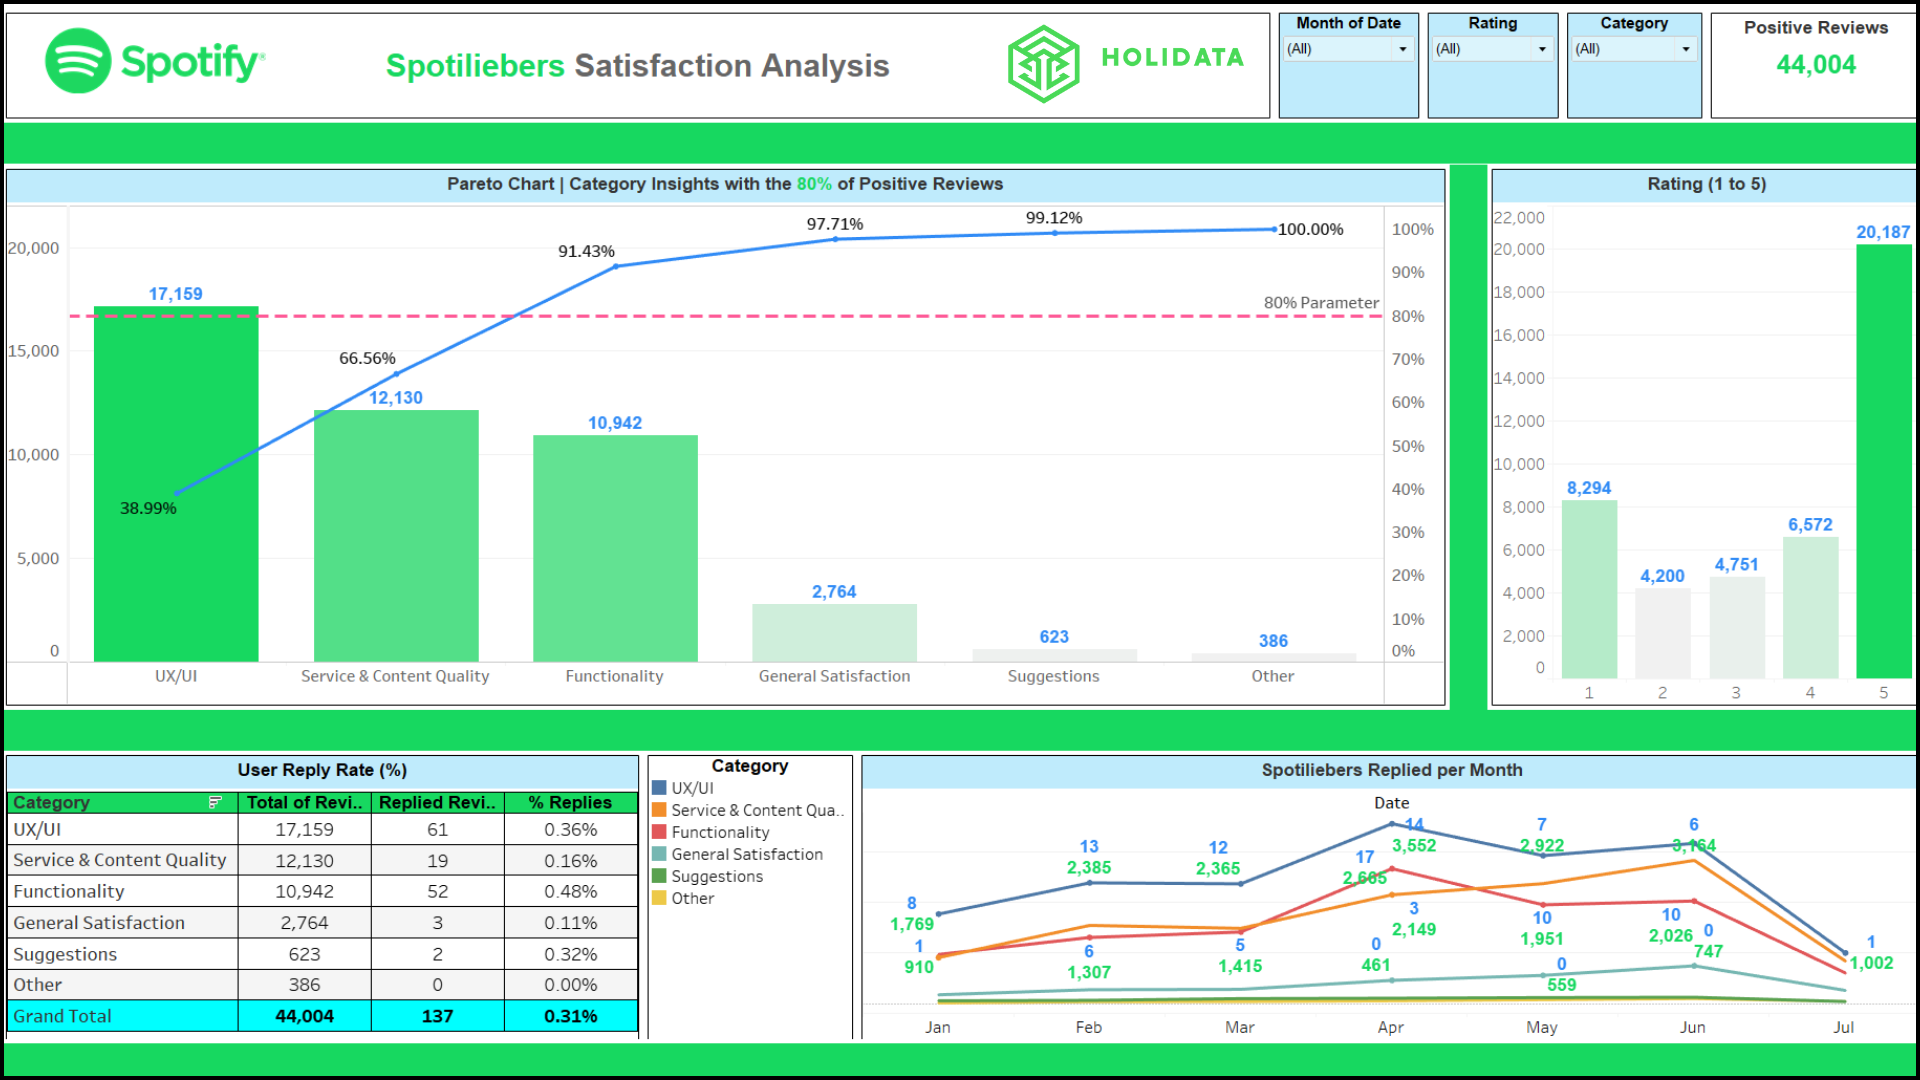 Spotify®
Spotiliebers Satisfaction Analysis
HOLIDATA
Month of Date
(All)
Rating
(All)
Category
(All)
Positive Reviews
44,004
Pareto Chart | Category Insights with the 80% of Positive Reviews
20,000
15,000
10,000
5,000
0
17,159
12,130
10,942
2,764
623
386
38.99%
66.56%
91.43%
97.71%
99.12%
100.00%
80% Parameter
100%
90%
80%
70%
60%
50%
40%
30%
20%
10%
0%
UX/UI
Service & Content Quality
Functionality
General Satisfaction
Suggestions
Other
Rating (1 to 5)
22,000
20,000
18,000
16,000
14,000
12,000
10,000
8,000
6,000
4,000
2,000
0
8,294
4,200
4,751
6,572
20,187
1
2
3
4
5
User Reply Rate (%)
Category Total of Revi.. Replied Revi.. % Replies
UX/UI 17,159 61 0.36%
Service & Content Quality 12,130 19 0.16%
Functionality 10,942 52 0.48%
General Satisfaction 2,764 3 0.11%
Suggestions 623 2 0.32%
Other 386 0 0.00%
Grand Total 44,004 137 0.31%
Category
UX/UI
Service & Content Qua..
Functionality
General Satisfaction
Suggestions
Other
Spotiliebers Replied per Month
Date
8
1,769
1
910
13
2,385
6
1,307
12
2,365
5
1,415
14
3,552
17
2,665
3
2,149
0
461
7
2,922
10
1,951
0
559
6
3,164
10
2,026
0
747
1
1,002
Jan
Feb
Mar
Apr
May
Jun
Jul